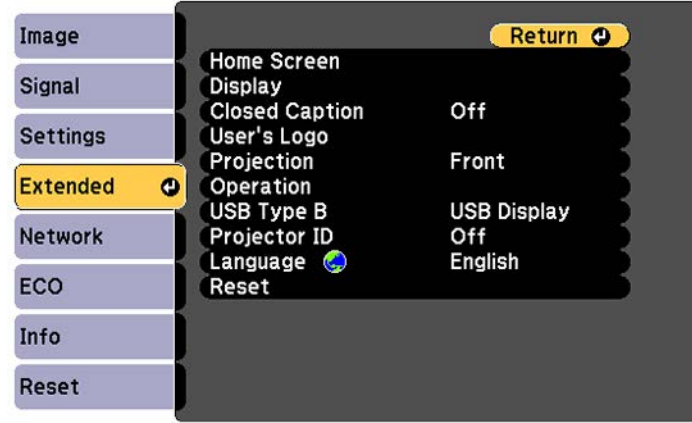 Image
Signal
Settings
Extended
Network
ECO
Info
Reset
Return
Home Screen
Display
Closed Caption Off
User's Logo
Projection Front
Operation
USB Type B USB Display
Projector ID Off
Language English
Reset